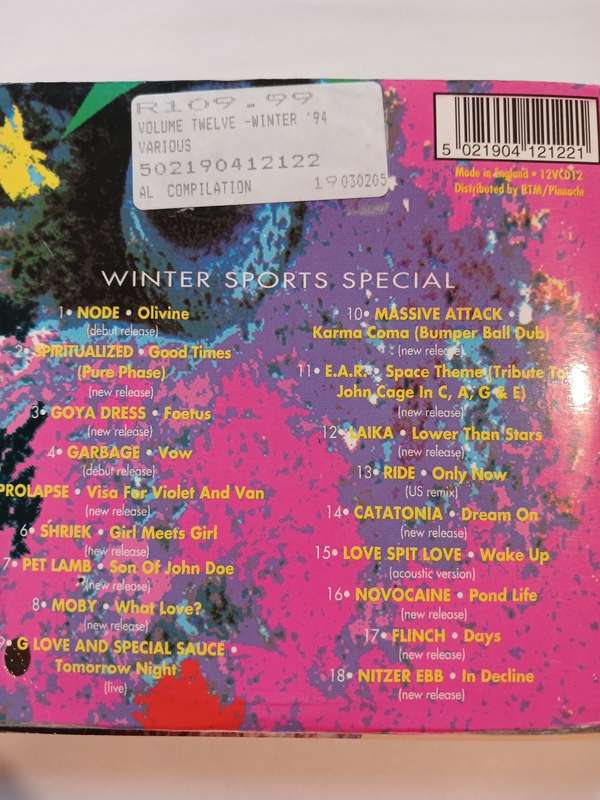 R109.99
VOLUME TWELVE -WINTER '94
VARIOUS
502190412122
AL COMPILATION 19030205
5 021904 121221
Made in England • 12VCD12
Distributed by BTM/Pinnacle
WINTER SPORTS SPECIAL
1• NODE • Olivine
(debut release)
2• SPIRITUALIZED • Good Times
(Pure Phase)
(new release)
3• GOYA DRESS • Foetus
(new release)
4• GARBAGE • Vow
(debut release)
PROLAPSE • Visa For Violet And Van
(new release)
6• SHRIEK • Girl Meets Girl
(new release)
7• PET LAMB • Son Of John Doe
(new release)
8• MOBY • What Love?
(new release)
9• G LOVE AND SPECIAL SAUCE •
Tomorrow Night
(live)
10• MASSIVE ATTACK •
Karma Coma (Bumper Ball Dub)
(new release)
11• E.A.R. • Space Theme (Tribute To
John Cage In C, A, G & E)
(new release)
12• LAIKA • Lower Than Stars
(new release)
13• RIDE • Only Now
(US remix)
14• CATATONIA • Dream On
(new release)
15• LOVE SPIT LOVE • Wake Up
(acoustic version)
16• NOVOCAINE • Pond Life
(new release)
17• FLINCH • Days
(new release)
18• NITZER EBB • In Decline
(new release)